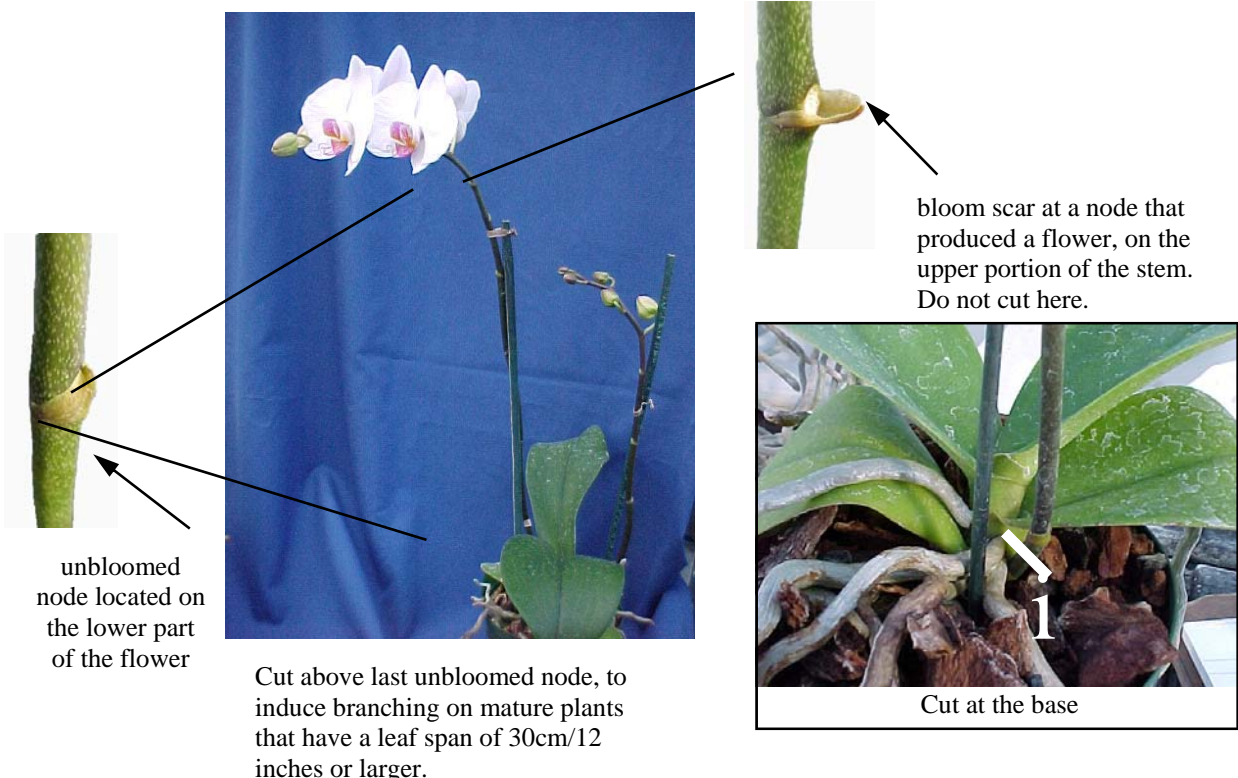 bloom scar at a node that
produced a flower, on the
upper portion of the stem.
Do not cut here.
unbloomed
node located on
the lower part
of the flower
Cut above last unbloomed node, to
induce branching on mature plants
that have a leaf span of 30cm/12
inches or larger.
1
Cut at the base